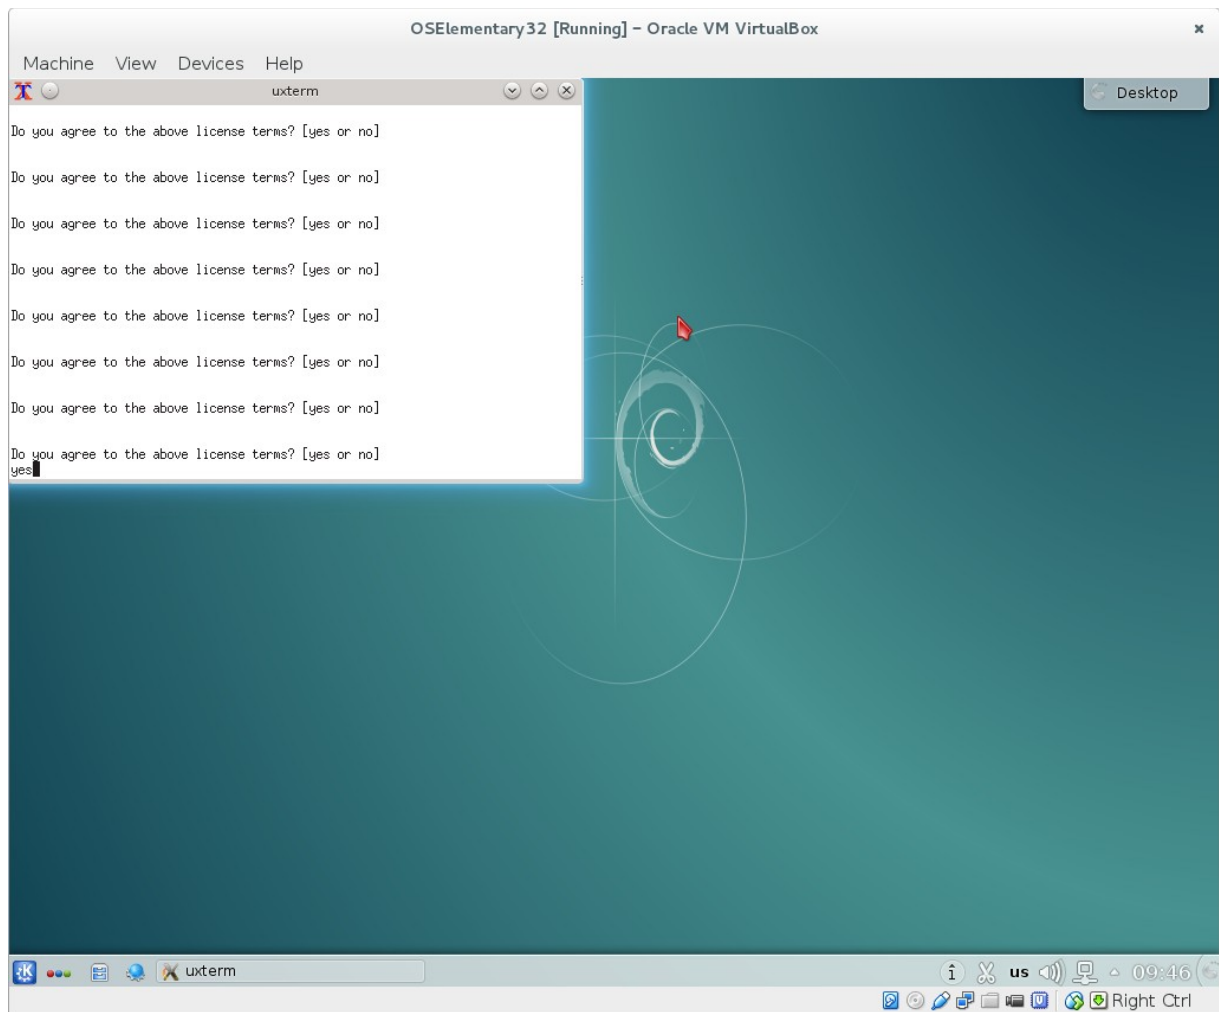 OSElementary32 [Running] – Oracle VM VirtualBox
Machine View Devices Help
uxterm
Desktop
Do you agree to the above license terms? [yes or no]
Do you agree to the above license terms? [yes or no]
Do you agree to the above license terms? [yes or no]
Do you agree to the above license terms? [yes or no]
Do you agree to the above license terms? [yes or no]
Do you agree to the above license terms? [yes or no]
Do you agree to the above license terms? [yes or no]
Do you agree to the above license terms? [yes or no]
yes
uxterm us 09:46
Right Ctrl